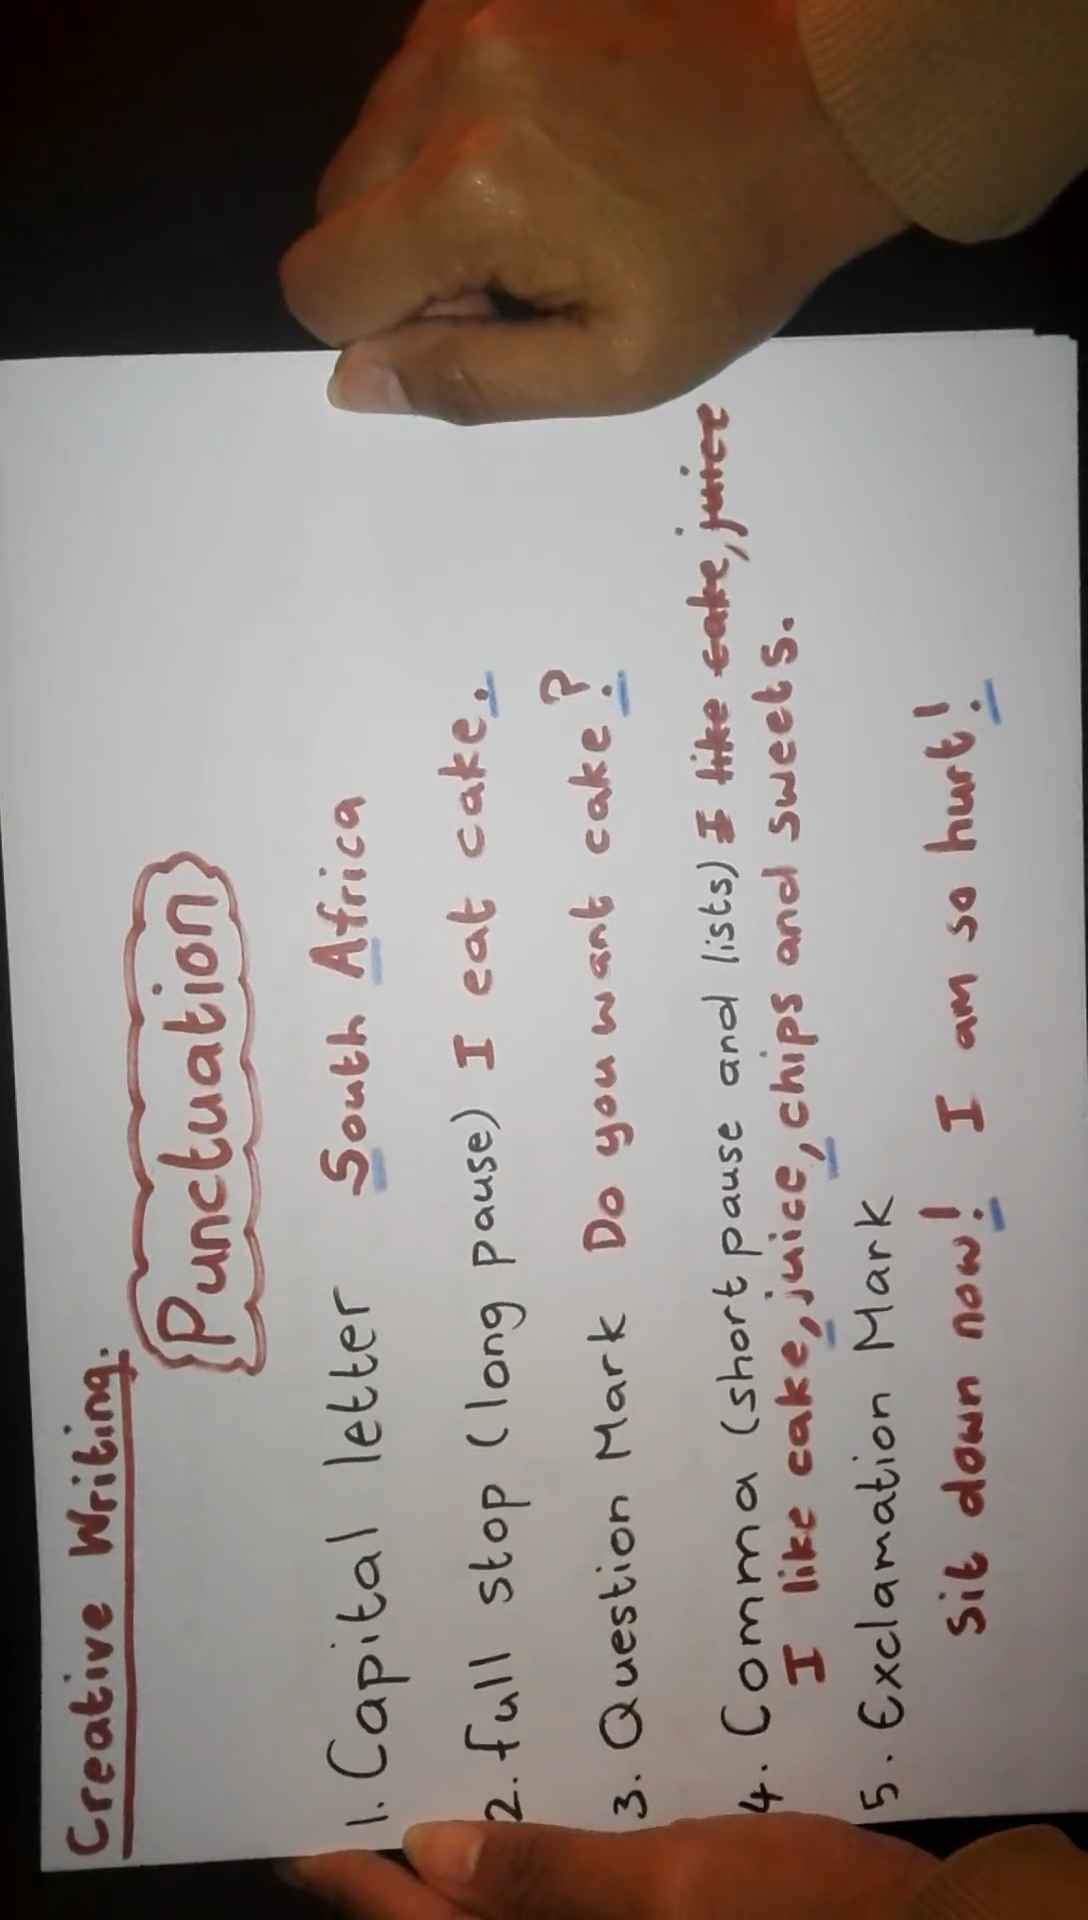 Creative Writing.
Punctuation
1. Capital letter South Africa
2. full stop (long pause) I eat cake.
3. Question Mark Do you want cake?
4. Comma (short pause and lists) I like cake, juice
I like cake, juice, chips and sweets.
5. Exclamation Mark
Sit down now! I am so hurt!